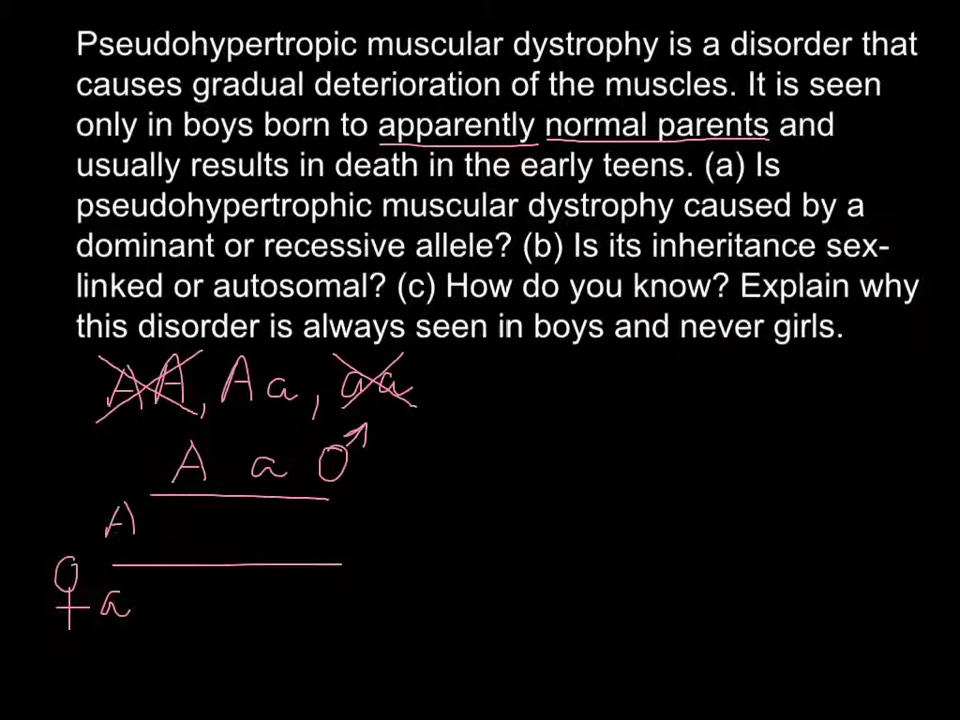 Pseudohypertropic muscular dystrophy is a disorder that
causes gradual deterioration of the muscles. It is seen
only in boys born to apparently normal parents and
usually results in death in the early teens. (a) Is
pseudohypertrophic muscular dystrophy caused by a
dominant or recessive allele? (b) Is its inheritance sex-
linked or autosomal? (c) How do you know? Explain why
this disorder is always seen in boys and never girls.
AA, Aa, aa
A a ♂
A
♀ a